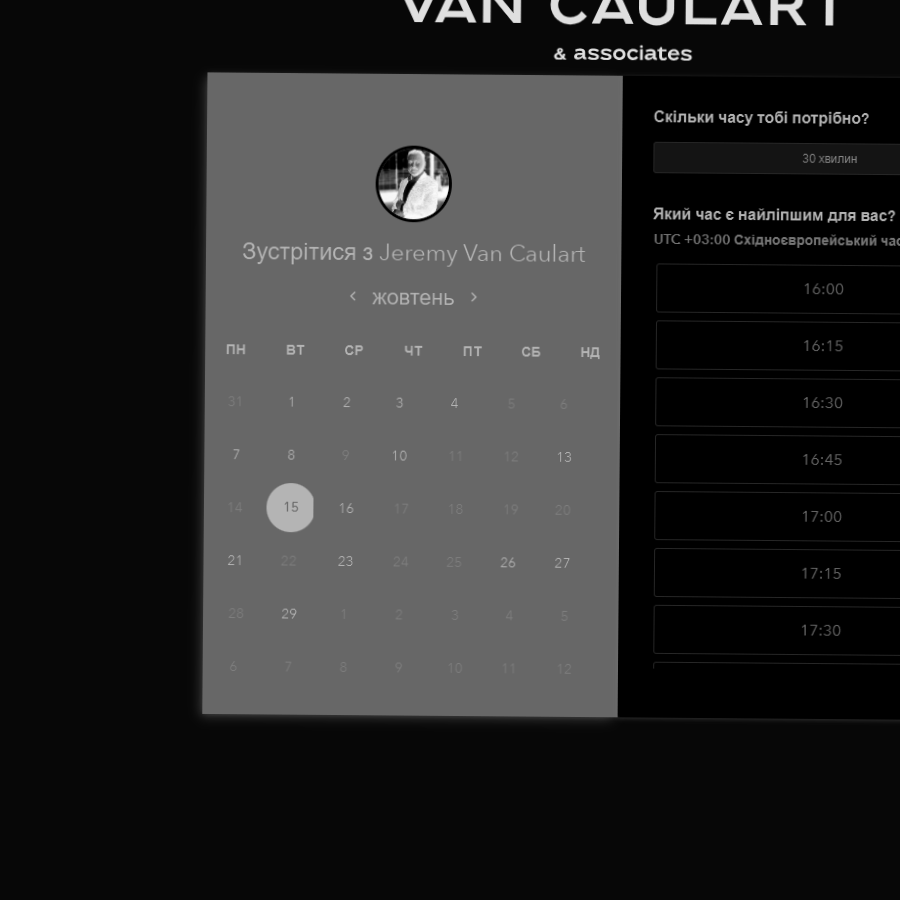 VAN CAULART
& associates
Зустрітися з Jeremy Van Caulart
< жовтень >
ПН ВТ СР ЧТ ПТ СБ НД
31 1 2 3 4 5 6
7 8 9 10 11 12 13
14 15 16 17 18 19 20
21 22 23 24 25 26 27
28 29 1 2 3 4 5
6 7 8 9 10 11 12
Скільки часу тобі потрібно?
30 хвилин
Який час є найліпшим для вас?
UTC +03:00 Східноєвропейський
16:00
16:15
16:30
16:45
17:00
17:15
17:30